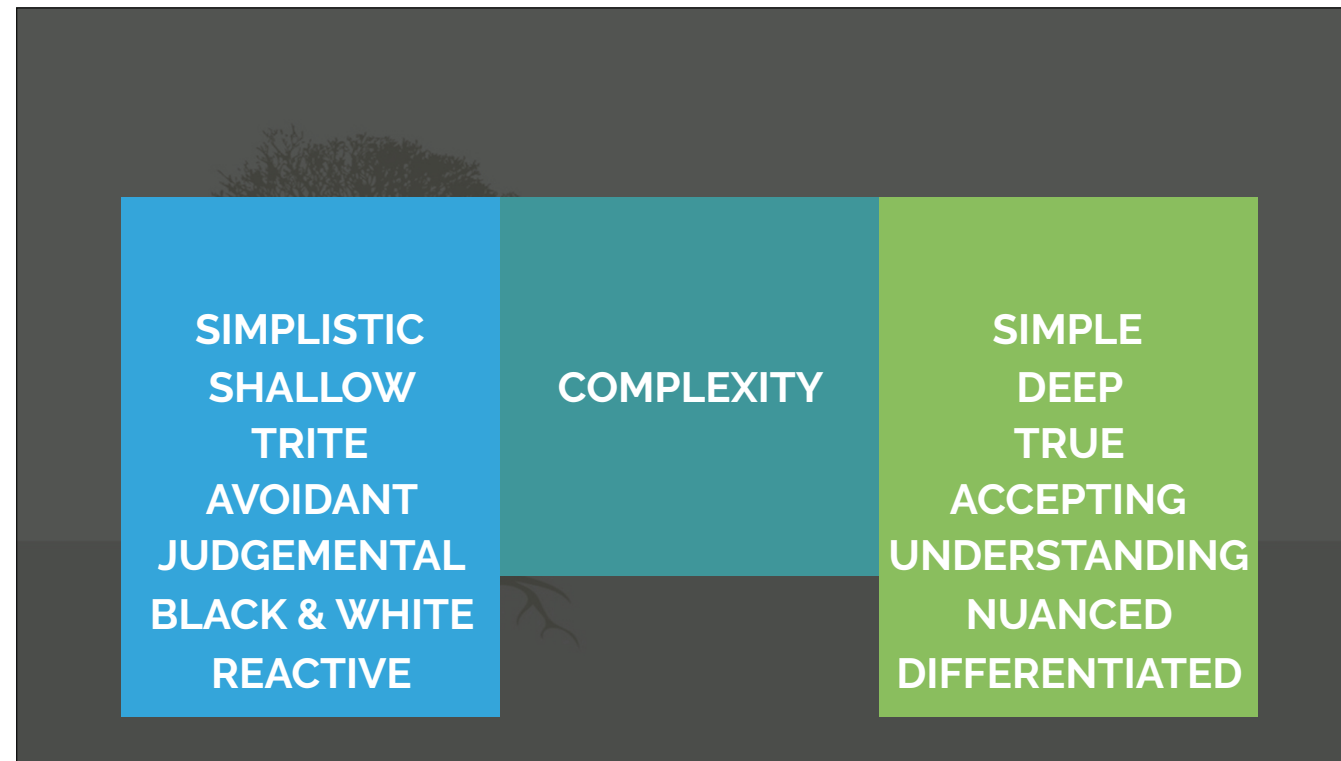 SIMPLISTIC
SHALLOW
TRITE
AVOIDANT
JUDGEMENTAL
BLACK & WHITE
REACTIVE
COMPLEXITY
SIMPLE
DEEP
TRUE
ACCEPTING
UNDERSTANDING
NUANCED
DIFFERENTIATED